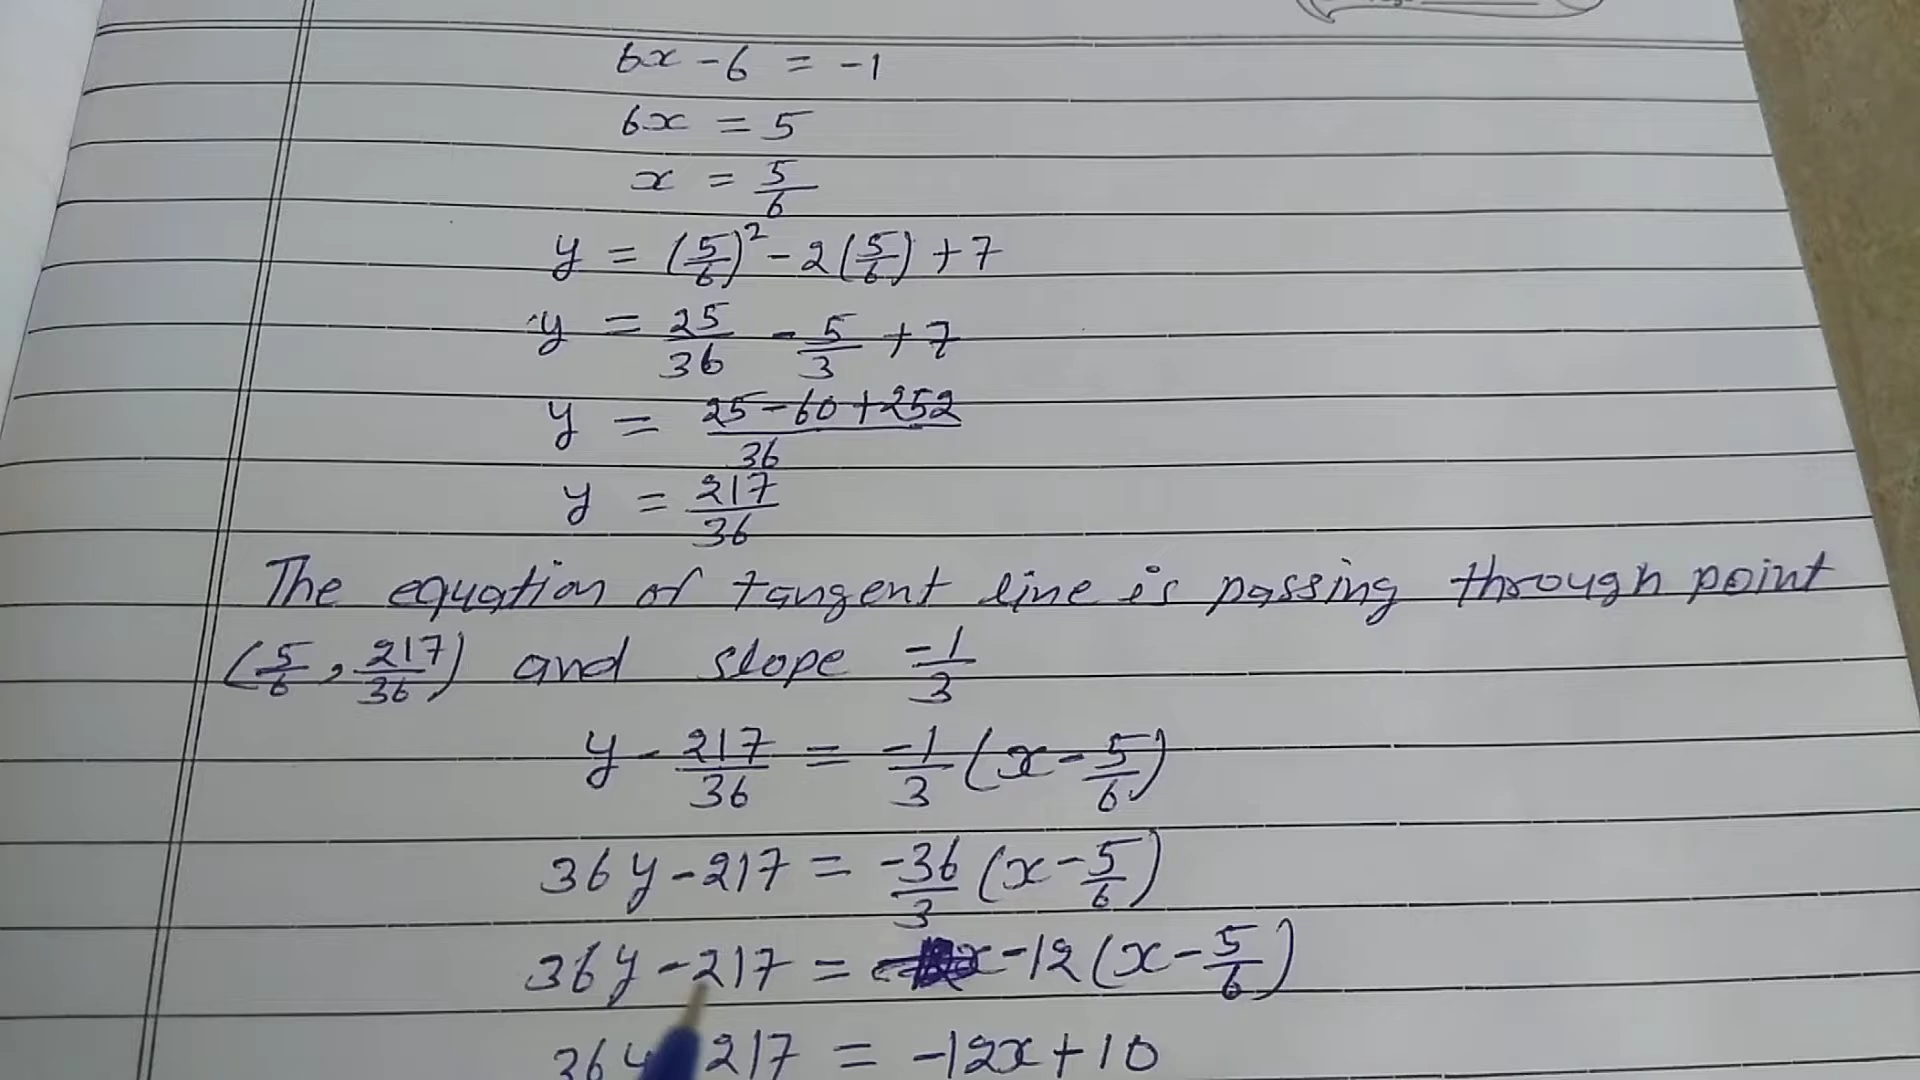 6x - 6 = -1
6x = 5
x = 5/6
y = (5/6)² - 2(5/6) + 7
y = 25/36 - 5/3 + 7
y = (25-60+252)/36
y = 217/36
The equation of tangent line is passing through point
(5/6, 217/36) and slope -1/3
y - 217/36 = -1/3 (x - 5/6)
36y - 217 = -36/3 (x - 5/6)
36y - 217 = -12(x - 5/6)
36y 217 = -12x + 10